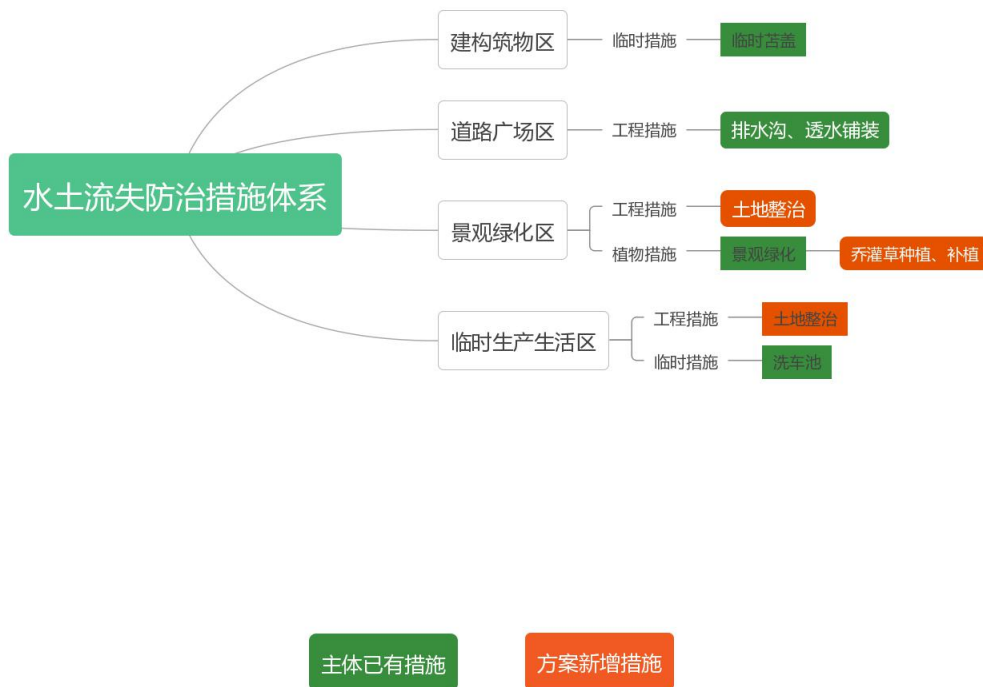 水土流失防治措施体系
建构筑物区
临时措施
临时苫盖
道路广场区
工程措施
排水沟、透水铺装
景观绿化区
工程措施
土地整治
植物措施
景观绿化
乔灌草种植、补植
临时生产生活区
工程措施
土地整治
临时措施
洗车池
主体已有措施
方案新增措施